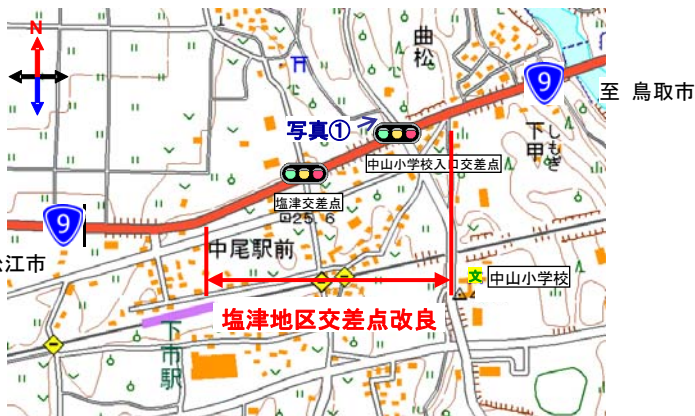 N
曲松
9
至 鳥取市
写真①
中山小学校入口交差点
下甲
しもぎ
塩津交差点
25.6
9
江市
中尾駅前
文 中山小学校
塩津地区交差点改良
下市駅